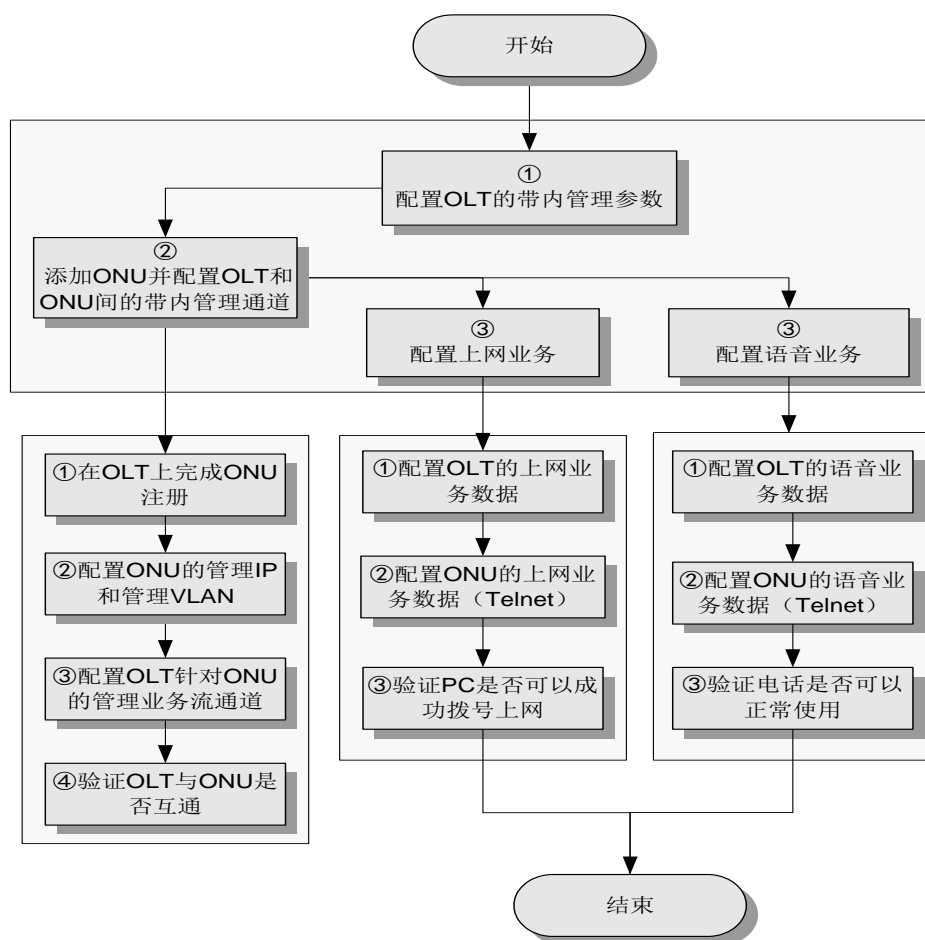 开始
①
配置OLT的带内管理参数
②
添加ONU并配置OLT和
ONU间的带内管理通道
③
配置上网业务
③
配置语音业务
①在OLT上完成ONU
注册
②配置ONU的管理IP
和管理VLAN
③配置OLT针对ONU
的管理业务流通道
④验证OLT与ONU是
否互通
①配置OLT的上网业
务数据
②配置ONU的上网业
务数据（Telnet）
③验证PC是否可以成
功拨号上网
①配置OLT的语音业
务数据
②配置ONU的语音业
务数据（Telnet）
③验证电话是否可以
正常使用
结束